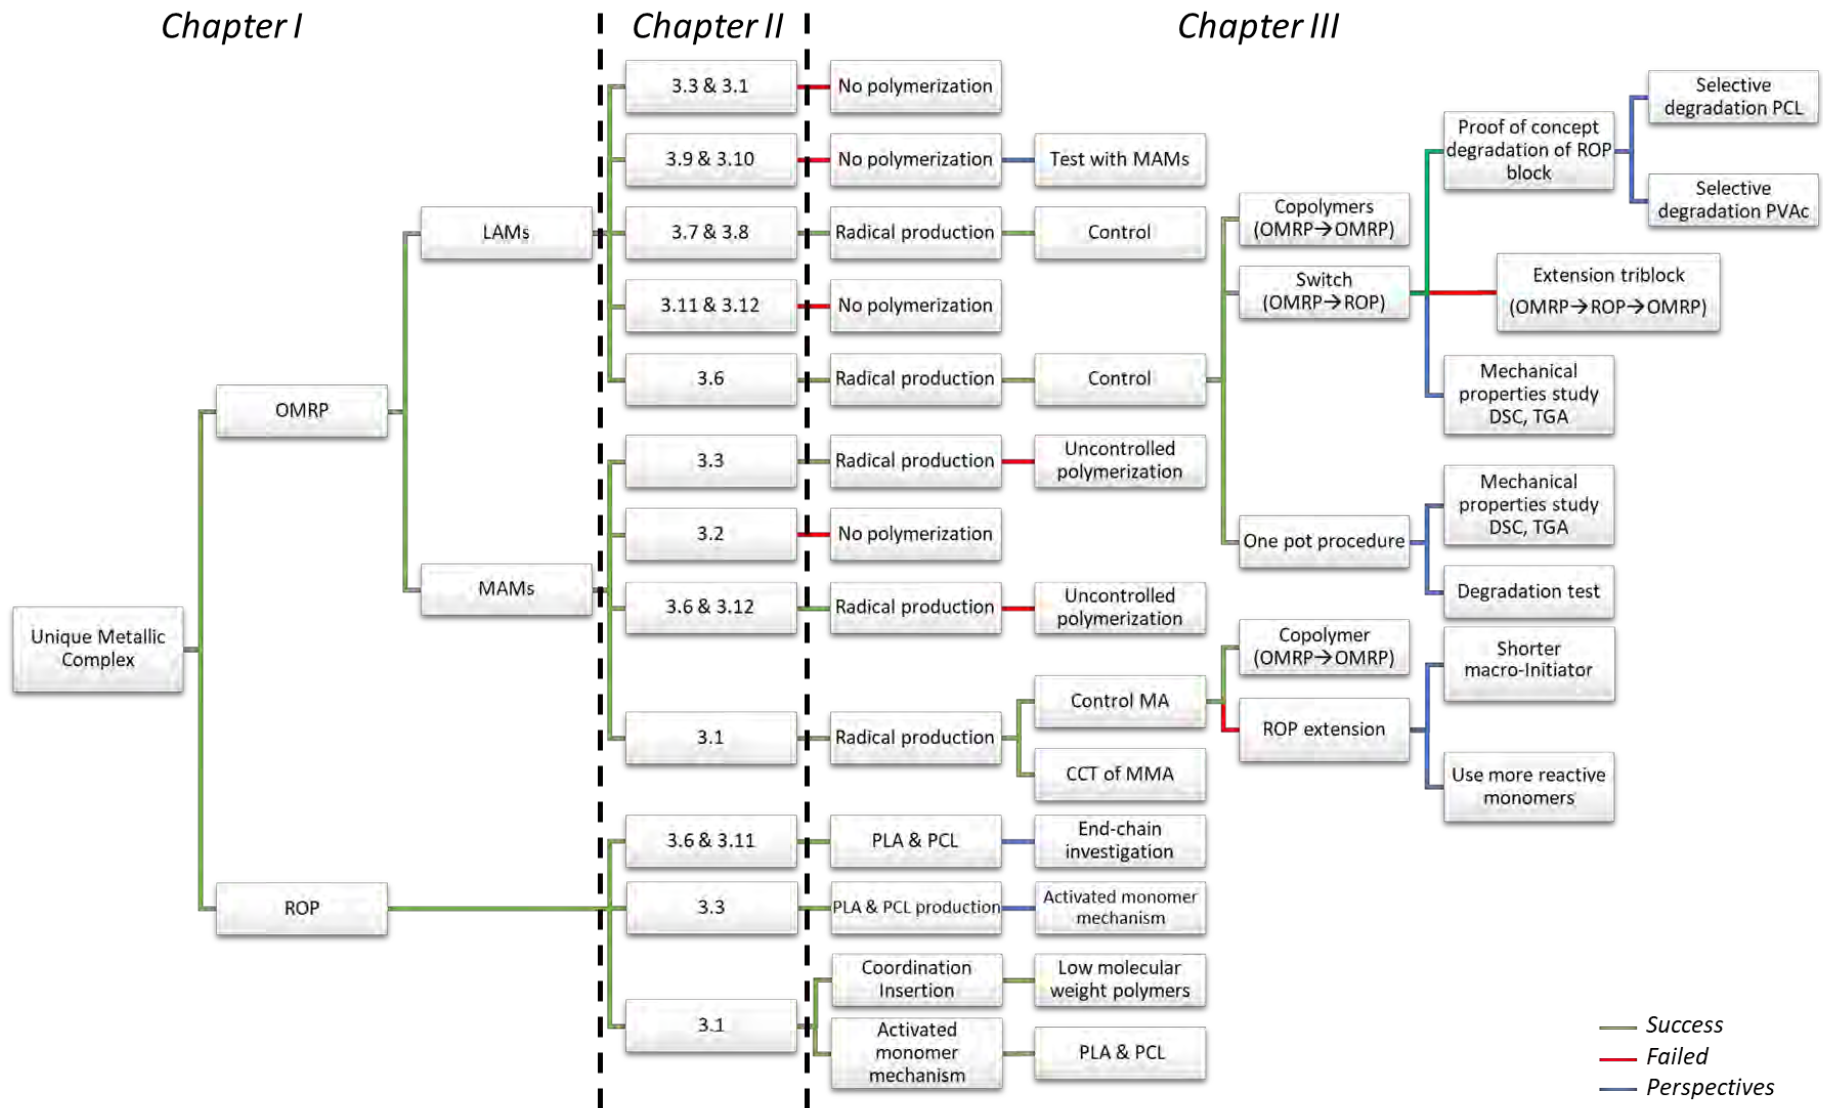 Chapter I
Chapter II
Chapter III
Unique Metallic
Complex
OMRP
ROP
LAMs
MAMs
3.3 & 3.1
No polymerization
3.9 & 3.10
No polymerization
Test with MAMs
3.7 & 3.8
Radical production
Control
3.11 & 3.12
No polymerization
3.6
Radical production
Control
Copolymers
(OMRP→OMRP)
Switch
(OMRP→ROP)
Proof of concept
degradation of ROP
block
Selective
degradation PCL
Selective
degradation PVAc
Extension triblock
(OMRP→ROP→OMRP)
Mechanical
properties study
DSC, TGA
One pot procedure
Mechanical
properties study
DSC, TGA
Degradation test
3.3
Radical production
Uncontrolled
polymerization
3.2
No polymerization
3.6 & 3.12
Radical production
Uncontrolled
polymerization
3.1
Radical production
Control MA
CCT of MMA
Copolymer
(OMRP→OMRP)
ROP extension
Shorter
macro-Initiator
Use more reactive
monomers
3.6 & 3.11
PLA & PCL
End-chain
investigation
3.3
PLA & PCL production
Activated monomer
mechanism
3.1
Coordination
Insertion
Low molecular
weight polymers
Activated
monomer
mechanism
PLA & PCL
Success
Failed
Perspectives